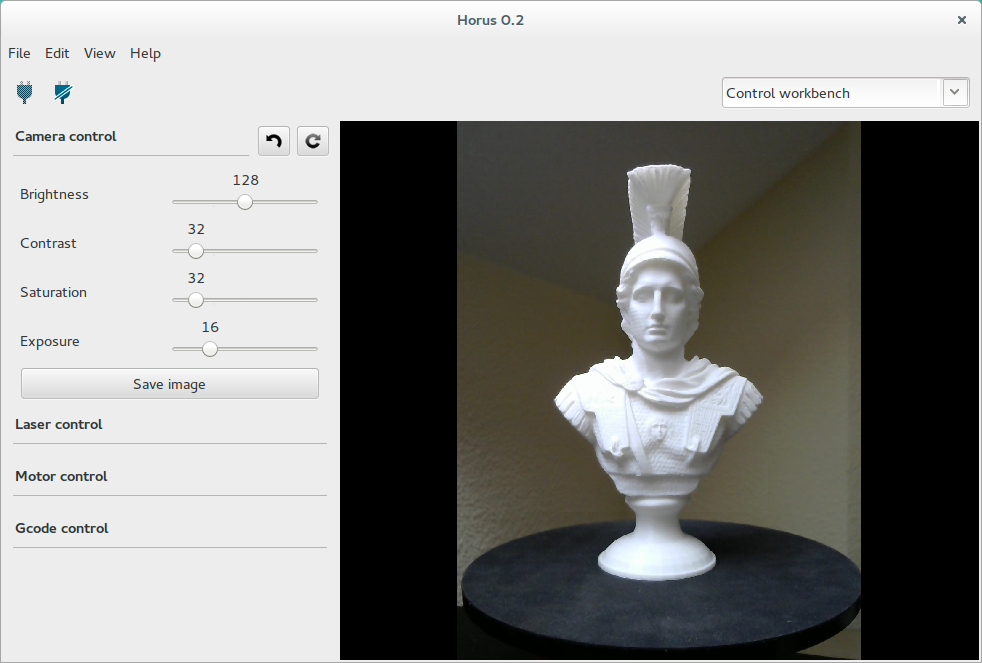 Horus 0.2
File Edit View Help
Control workbench
Camera control
128
Brightness
32
Contrast
32
Saturation
16
Exposure
Save image
Laser control
Motor control
Gcode control